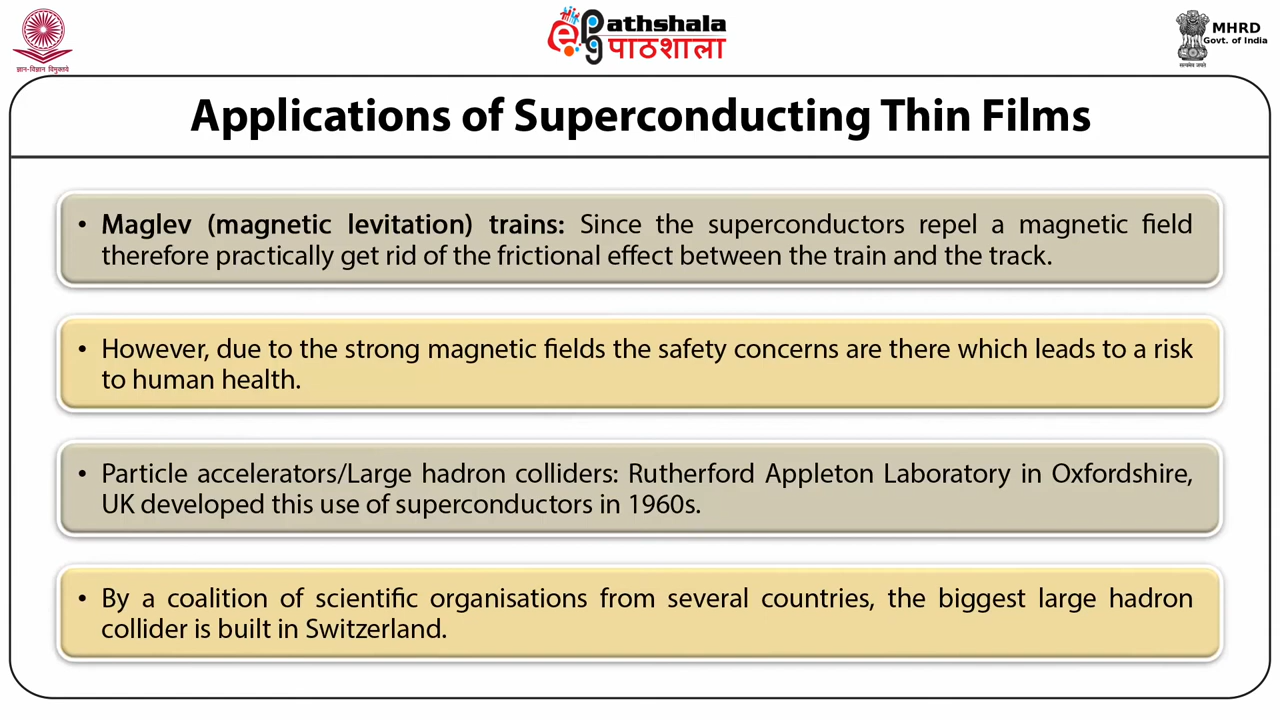 ज्ञान-विज्ञान विमुक्तये
ePathshala
पाठशाला
सत्यमेव जयते
MHRD
Govt. of India
Applications of Superconducting Thin Films
• Maglev (magnetic levitation) trains: Since the superconductors repel a magnetic field
therefore practically get rid of the frictional effect between the train and the track.
• However, due to the strong magnetic fields the safety concerns are there which leads to a risk
to human health.
• Particle accelerators/Large hadron colliders: Rutherford Appleton Laboratory in Oxfordshire,
UK developed this use of superconductors in 1960s.
• By a coalition of scientific organisations from several countries, the biggest large hadron
collider is built in Switzerland.